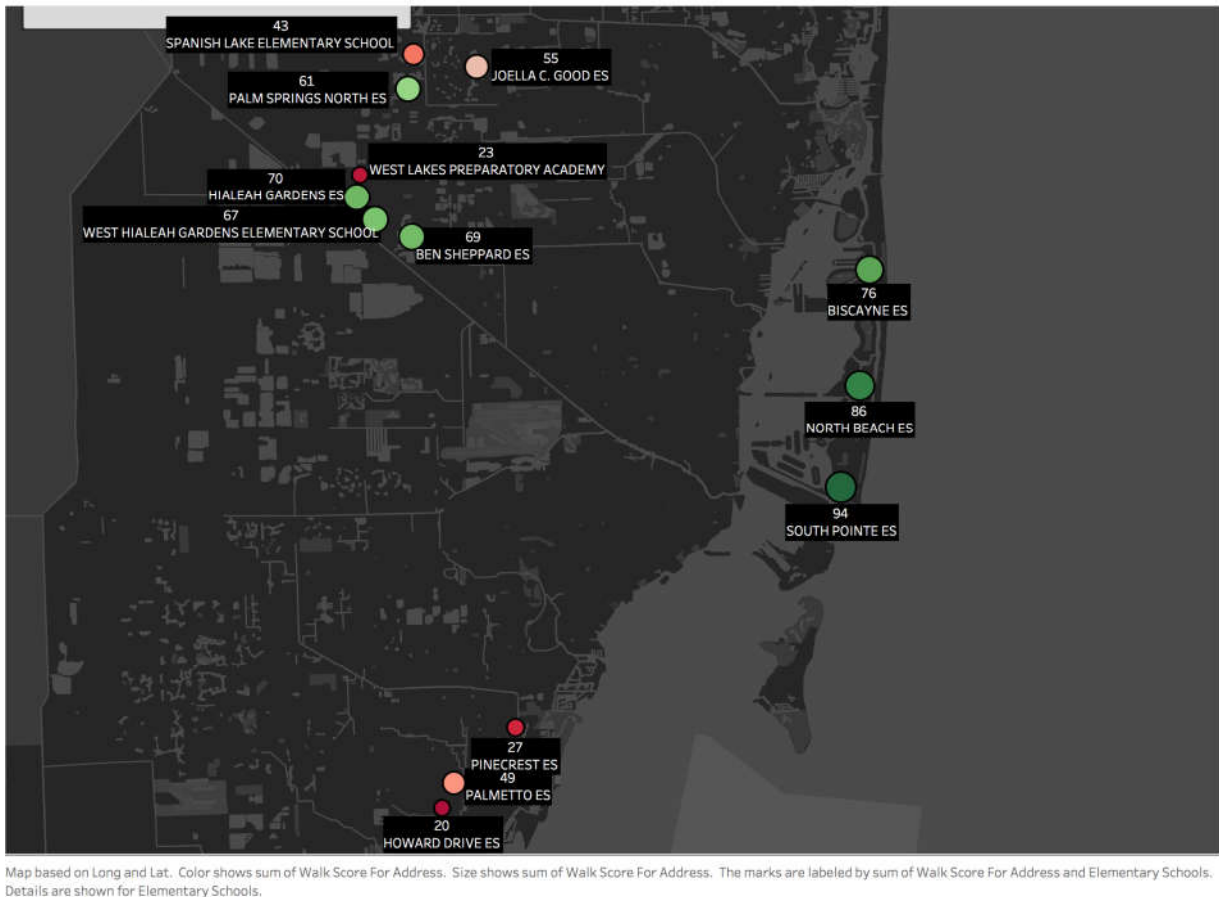 43
SPANISH LAKE ELEMENTARY SCHOOL
55
JOELLA C. GOOD ES
61
PALM SPRINGS NORTH ES
23
WEST LAKES PREPARATORY ACADEMY
70
HIALEAH GARDENS ES
67
WEST HIALEAH GARDENS ELEMENTARY SCHOOL
69
BEN SHEPPARD ES
76
BISCAYNE ES
86
NORTH BEACH ES
94
SOUTH POINTE ES
27
PINECREST ES
49
PALMETTO ES
20
HOWARD DRIVE ES
Map based on Long and Lat. Color shows sum of Walk Score For Address. Size shows sum of Walk Score For Address. The marks are labeled by sum of Walk Score For Address and Elementary Schools.
Details are shown for Elementary Schools.